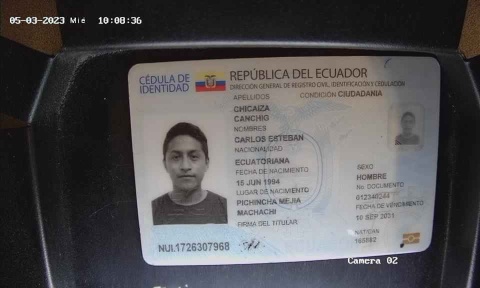 05-03-2023 Mié 10:08:36
CÉDULA DE
IDENTIDAD
REPÚBLICA DEL ECUADOR
DIRECCIÓN GENERAL DE REGISTRO CIVIL, IDENTIFICACIÓN Y CEDULACIÓN
APELLIDOS
CONDICIÓN CIUDADANÍA
CHICAIZA
CANCHIG
NOMBRES
CARLOS ESTEBAN
NACIONALIDAD
ECUATORIANA
FECHA DE NACIMIENTO
15 JUN 1994
LUGAR DE NACIMIENTO
PICHINCHA MEJIA
MACHACHI
FIRMA DEL TITULAR
SEXO
HOMBRE
No. DOCUMENTO
012340244
FECHA DE VENCIMIENTO
10 SEP
NAT/CAN
NUI.1726307968
Camera 02